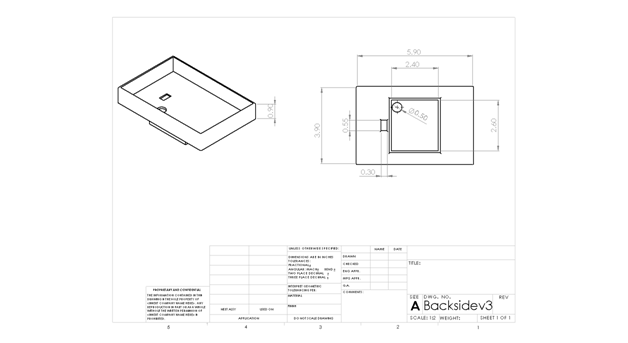 5,90
2,40
0,90
3,90
0,55
∅0,50
2,60
0,30
UNLESS OTHERWISE SPECIFIED:
NAME DATE
DIMENSIONS ARE IN INCHES
TOLERANCES:
FRACTIONAL±
ANGULAR: MACH± BEND ±
TWO PLACE DECIMAL ±
THREE PLACE DECIMAL ±
DRAWN
CHECKED
ENG APPR.
MFG APPR.
Q.A.
COMMENTS:
TITLE:
INTERPRET GEOMETRIC
TOLERANCING PER:
MATERIAL
FINISH
PROPRIETARY AND CONFIDENTIAL
THE INFORMATION CONTAINED IN THIS
DRAWING IS THE SOLE PROPERTY OF
<INSERT COMPANY NAME HERE>. ANY
REPRODUCTION IN PART OR AS A WHOLE
WITHOUT THE WRITTEN PERMISSION OF
<INSERT COMPANY NAME HERE> IS
PROHIBITED.
NEXT ASSY USED ON
APPLICATION DO NOT SCALE DRAWING
SIZE DWG. NO. REV
A Backsidev3
SCALE: 1:2 WEIGHT: SHEET 1 OF 1
5 4 3 2 1